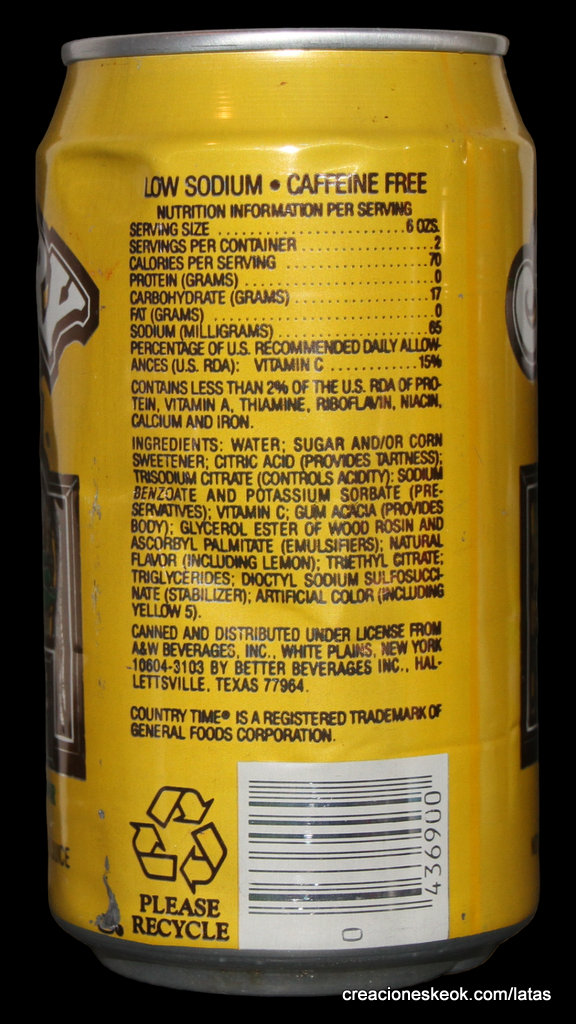 LOW SODIUM • CAFFEINE FREE
NUTRITION INFORMATION PER SERVING
SERVING SIZE ........................ 6 OZS.
SERVINGS PER CONTAINER .................... 2
CALORIES PER SERVING .................... 70
PROTEIN (GRAMS) .................... 0
CARBOHYDRATE (GRAMS) .................... 17
FAT (GRAMS) .................... 0
SODIUM (MILLIGRAMS) .................... 65
PERCENTAGE OF U.S. RECOMMENDED DAILY ALLOW-
ANCES (U.S. RDA): VITAMIN C ............ 15%
CONTAINS LESS THAN 2% OF THE U.S. RDA OF PRO-
TEIN, VITAMIN A, THIAMINE, RIBOFLAVIN, NIACIN,
CALCIUM AND IRON.
INGREDIENTS: WATER; SUGAR AND/OR CORN
SWEETENER; CITRIC ACID (PROVIDES TARTNESS);
TRISODIUM CITRATE (CONTROLS ACIDITY); SODIUM
BENZOATE AND POTASSIUM SORBATE (PRE-
SERVATIVES); VITAMIN C; GUM ACACIA (PROVIDES
BODY); GLYCEROL ESTER OF WOOD ROSIN AND
ASCORBYL PALMITATE (EMULSIFIERS); NATURAL
FLAVOR (INCLUDING LEMON); TRIETHYL CITRATE;
TRIGLYCERIDES; DIOCTYL SODIUM SULFOSUCCI-
NATE (STABILIZER); ARTIFICIAL COLOR (INCLUDING
YELLOW 5).
CANNED AND DISTRIBUTED UNDER LICENSE FROM
A&W BEVERAGES, INC., WHITE PLAINS, NEW YORK
10604-3103 BY BETTER BEVERAGES INC., HAL-
LETTSVILLE, TEXAS 77964.
COUNTRY TIME® IS A REGISTERED TRADEMARK OF
GENERAL FOODS CORPORATION.
PLEASE
RECYCLE
0 436900
creacioneskeok.com/latas